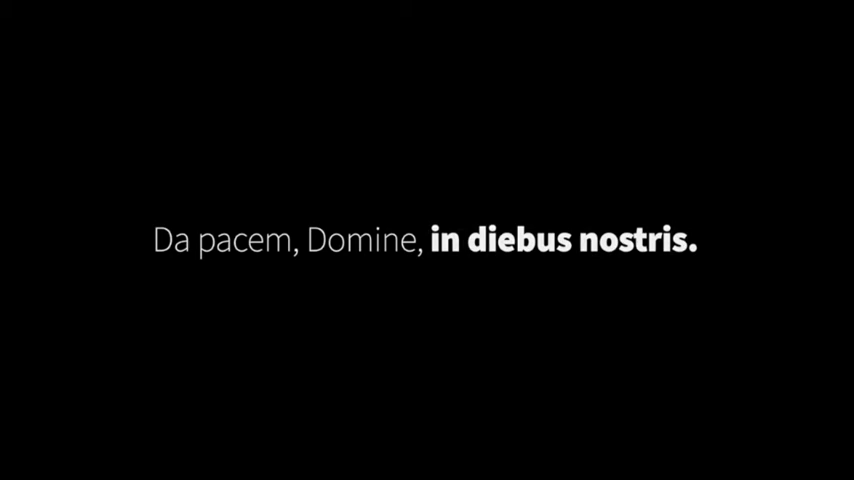 Da pacem, Domine, in diebus nostris.